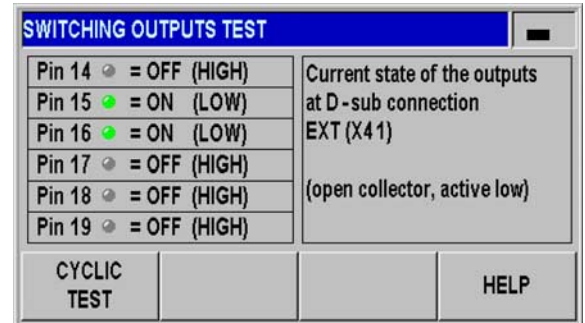 SWITCHING OUTPUTS TEST
Pin 14 = OFF (HIGH)
Pin 15 = ON (LOW)
Pin 16 = ON (LOW)
Pin 17 = OFF (HIGH)
Pin 18 = OFF (HIGH)
Pin 19 = OFF (HIGH)
Current state of the outputs
at D-sub connection
EXT (X41)
(open collector, active low)
CYCLIC
TEST
HELP